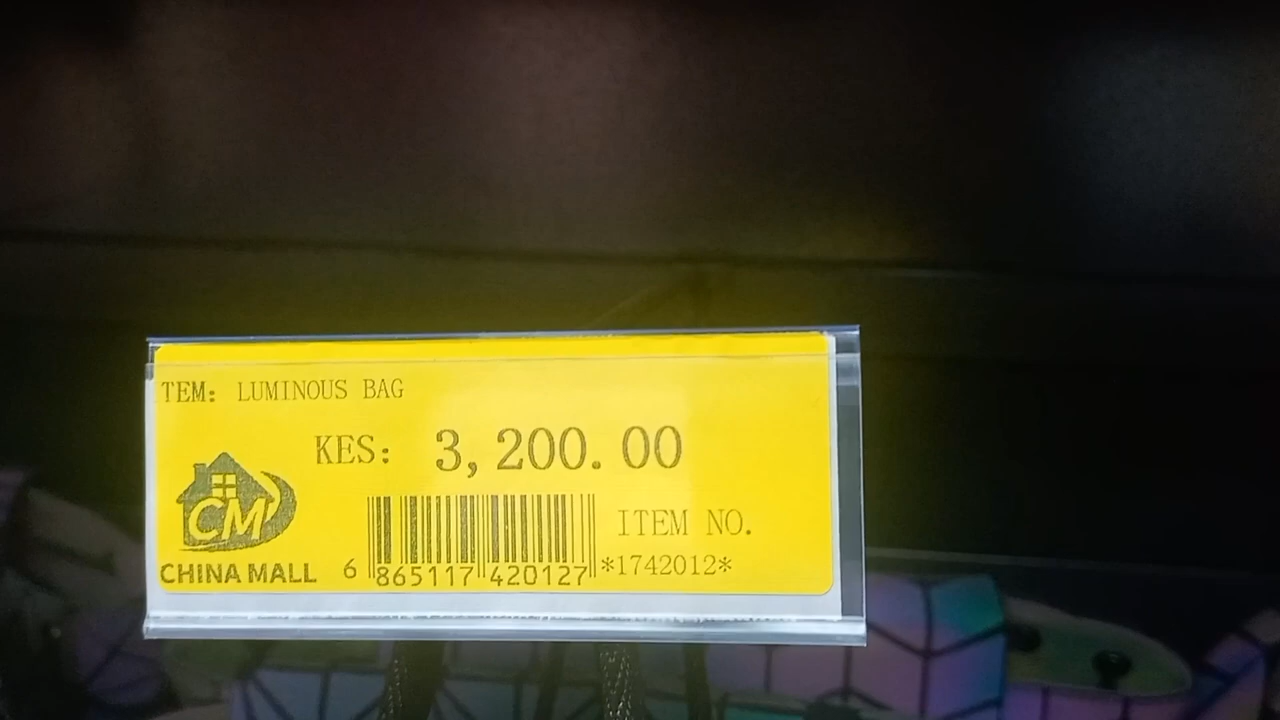 TEM: LUMINOUS BAG
KES: 3,200.00
CM
CHINA MALL
ITEM NO.
*1742012*
6 865117 420127